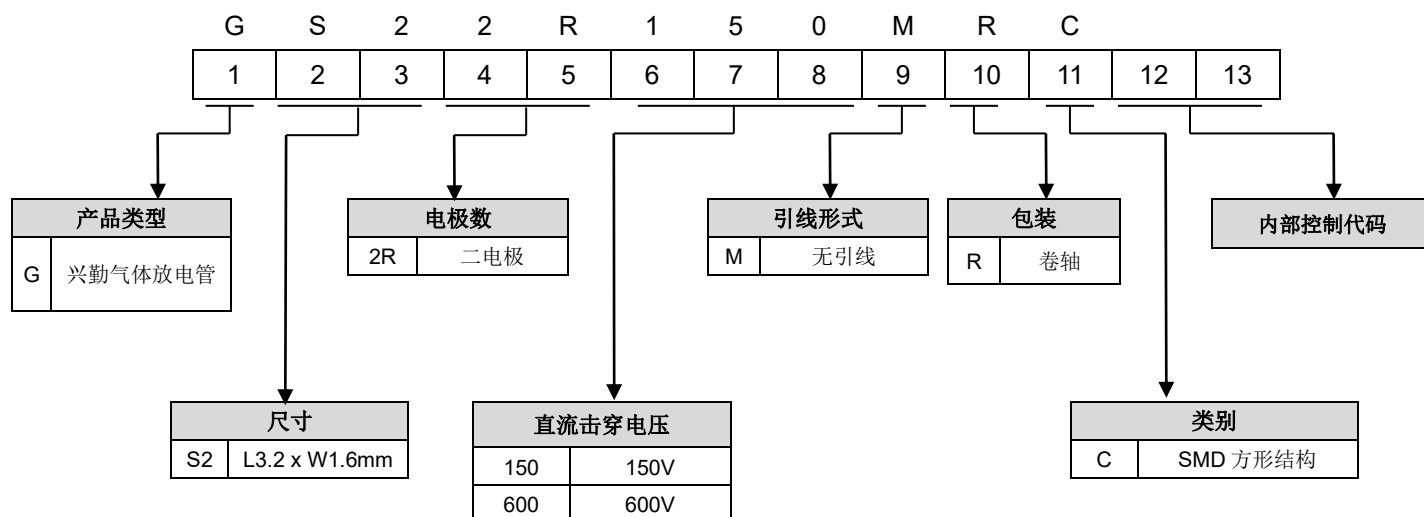 G S 2 2 R 1 5 0 M R C
1 2 3 4 5 6 7 8 9 10 11 12 13
产品类型
G 兴勤气体放电管
电极数
2R 二电极
引线形式
M 无引线
包装
R 卷轴
内部控制代码
尺寸
S2 L3.2 x W1.6mm
直流击穿电压
150 150V
600 600V
类别
C SMD 方形结构